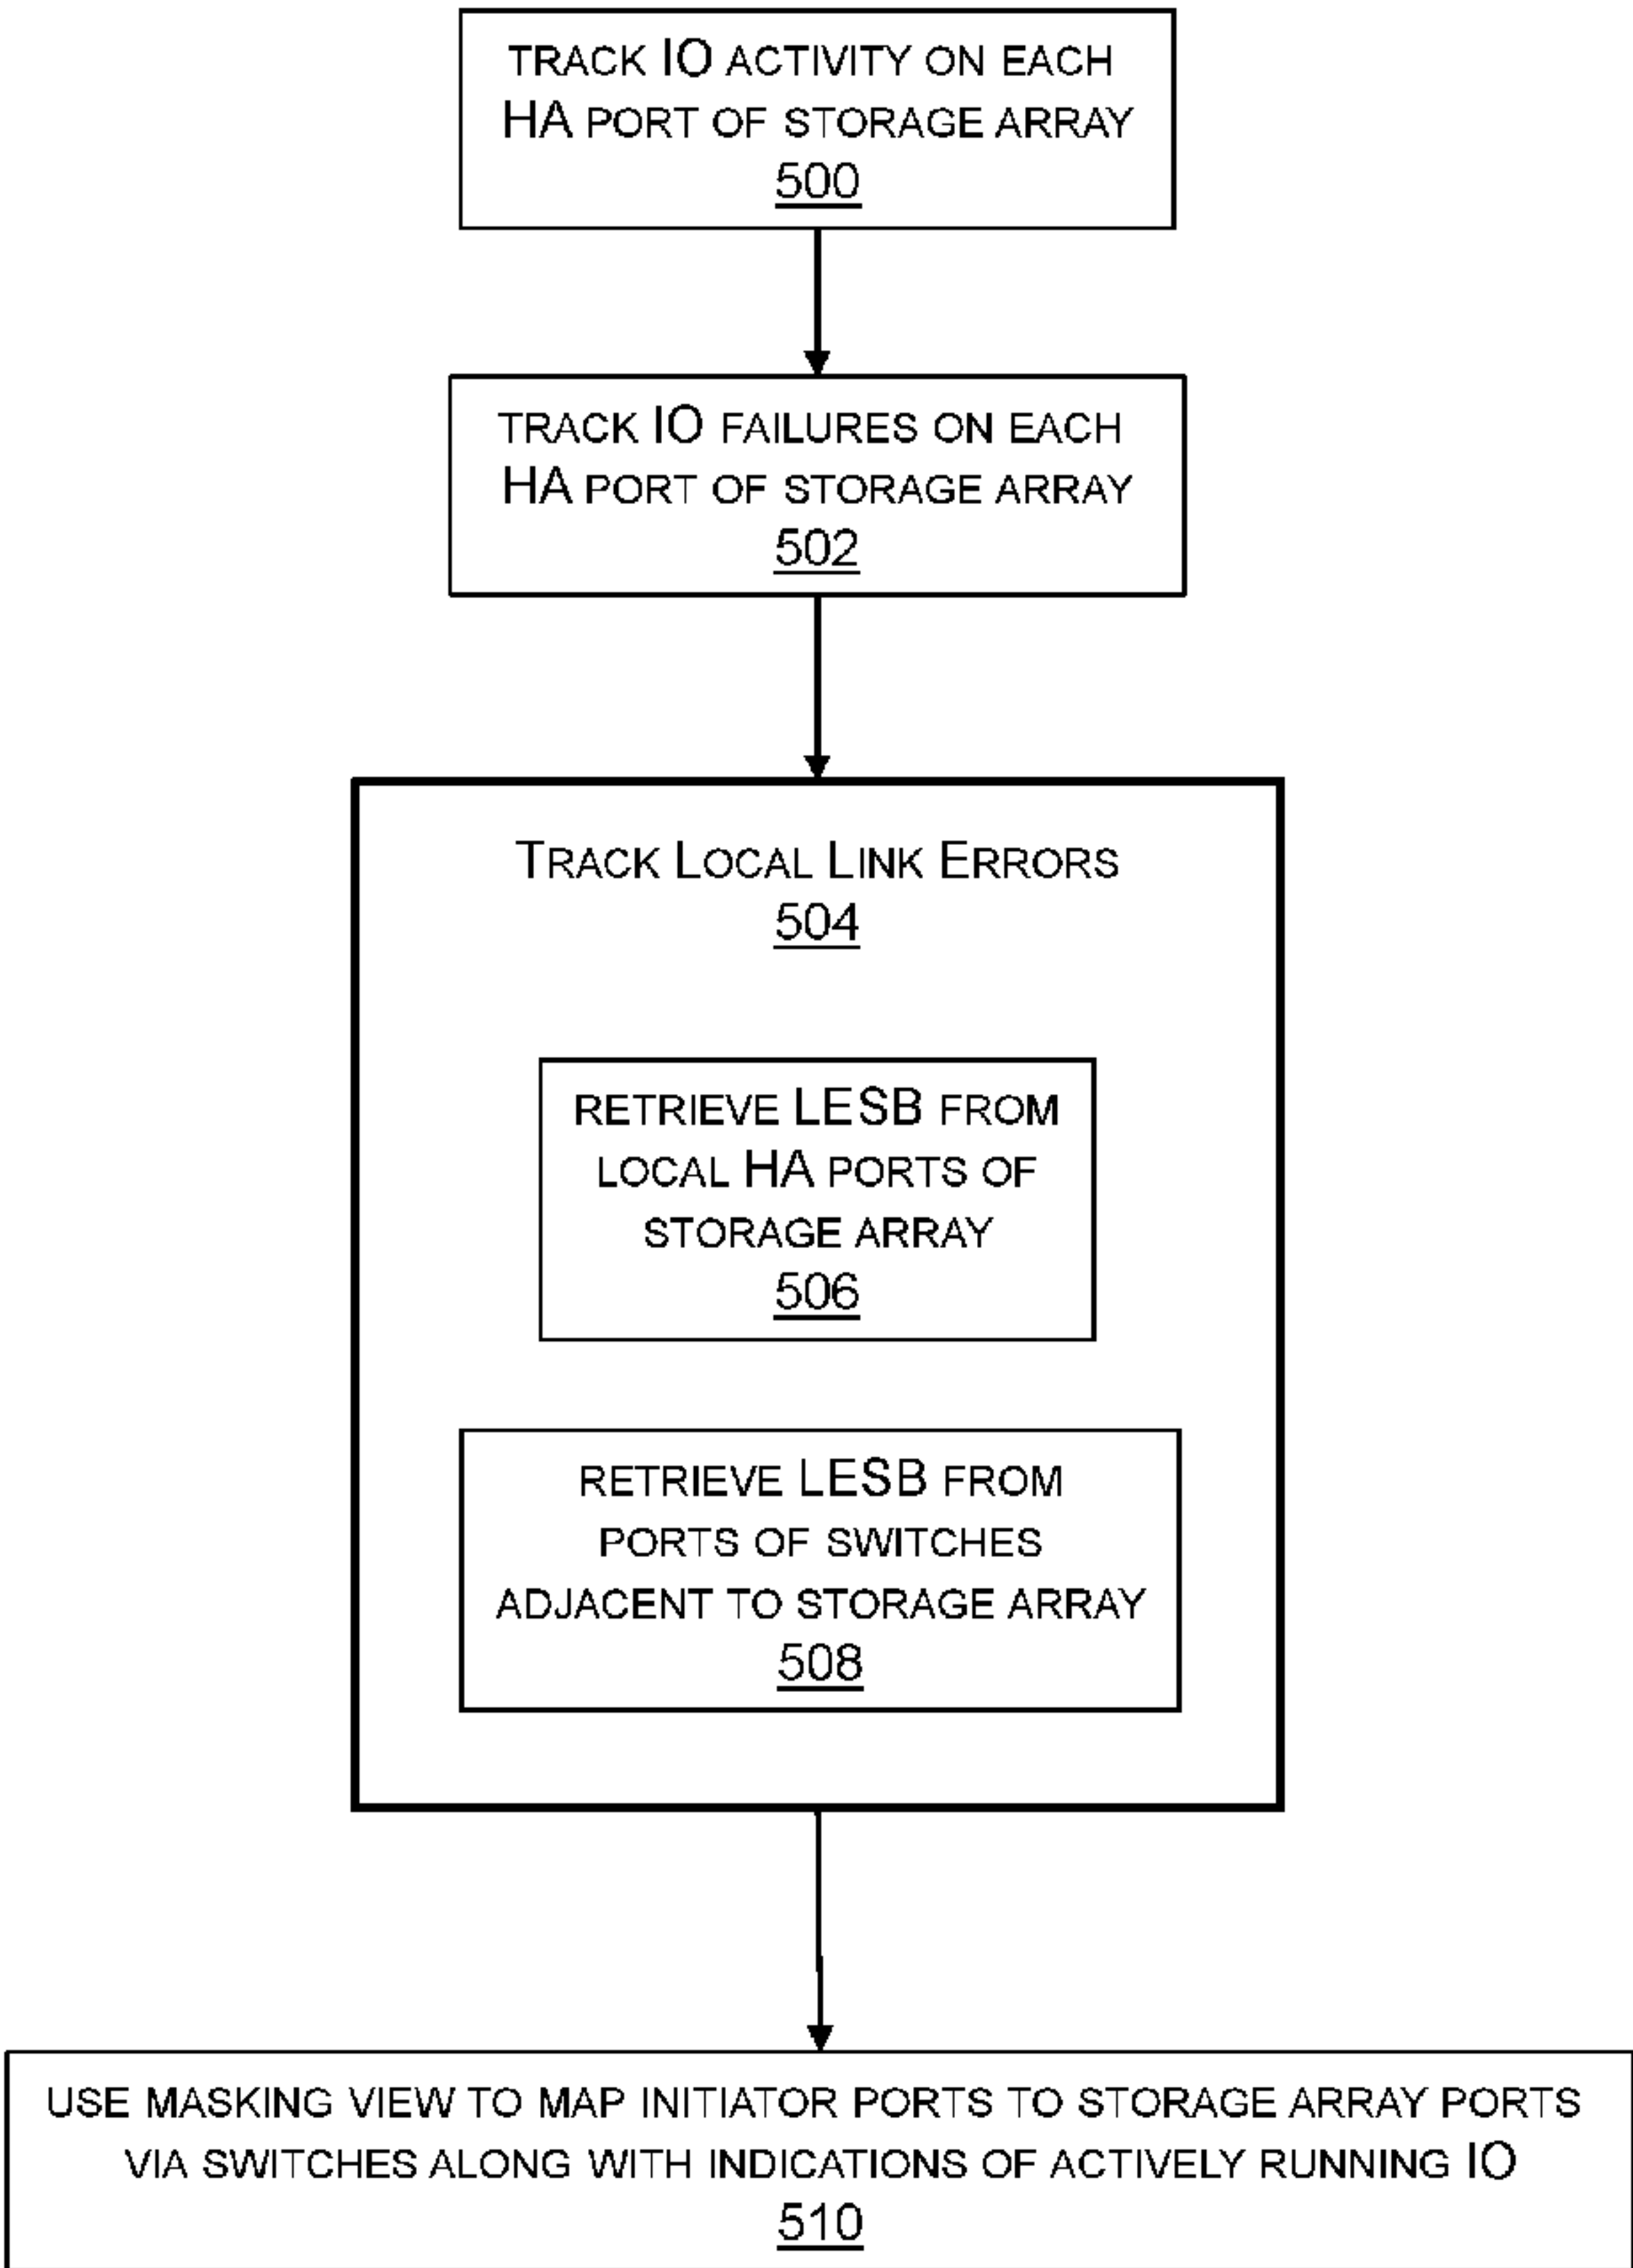 TRACK IO ACTIVITY ON EACH
HA PORT OF STORAGE ARRAY
500
TRACK IO FAILURES ON EACH
HA PORT OF STORAGE ARRAY
502
TRACK LOCAL LINK ERRORS
504
RETRIEVE LESB FROM
LOCAL HA PORTS OF
STORAGE ARRAY
506
RETRIEVE LESB FROM
PORTS OF SWITCHES
ADJACENT TO STORAGE ARRAY
508
USE MASKING VIEW TO MAP INITIATOR PORTS TO STORAGE ARRAY PORTS
VIA SWITCHES ALONG WITH INDICATIONS OF ACTIVELY RUNNING IO
510